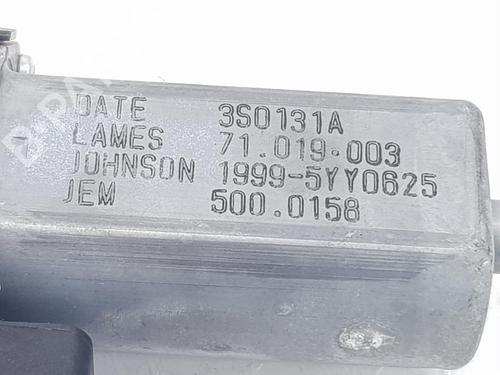 DATE 3S0131A
LAMES 71.019-003
JOHNSON 1999-5YY0625
JEM 500.0158